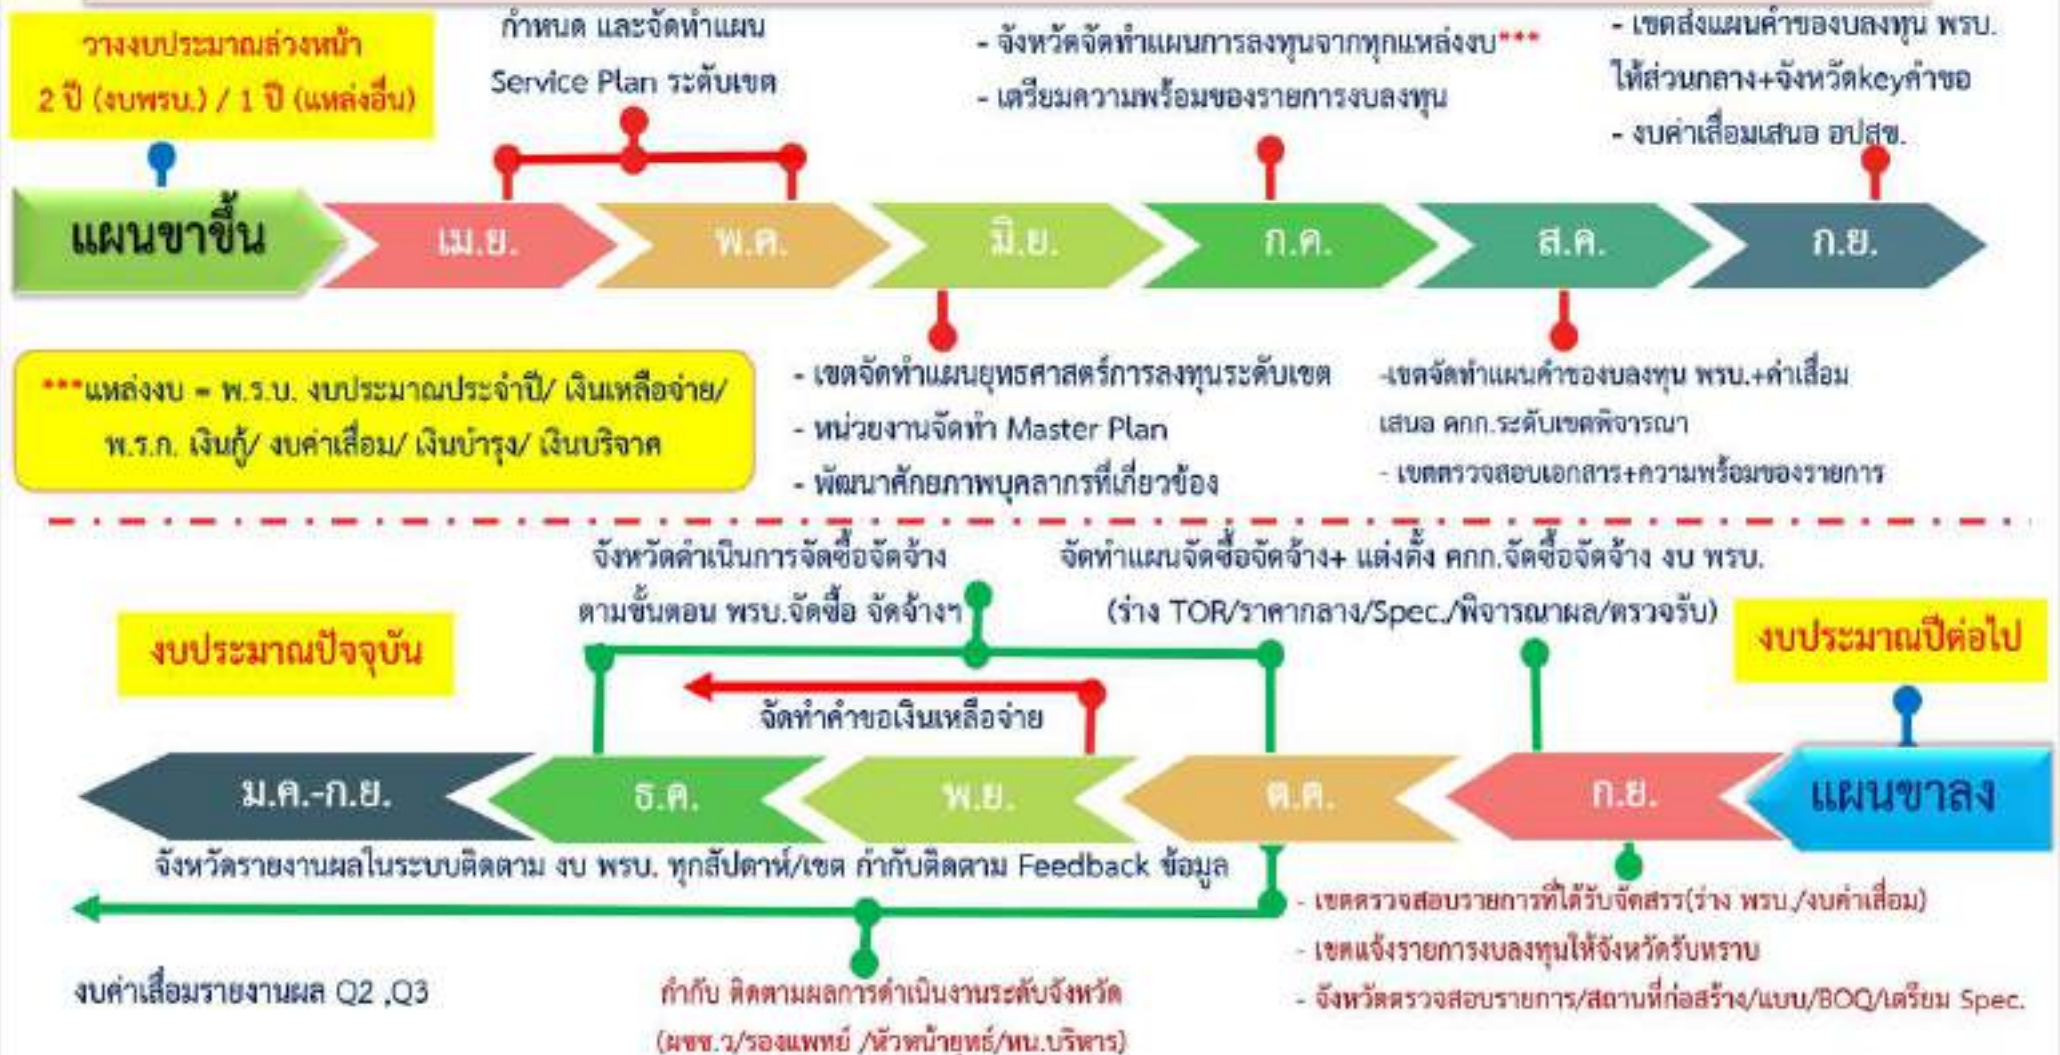 วางงบประมาณล่วงหน้า
2 ปี (งบพรบ.) / 1 ปี (แหล่งอื่น)
กำหนด และจัดทำแผน
Service Plan ระดับเขต
- จังหวัดจัดทำแผนการลงทุนจากทุกแหล่งงบ***
- เตรียมความพร้อมของรายการงบลงทุน
- เขตส่งแผนคำของบลงทุน พรบ.
ให้ส่วนกลาง+จังหวัดkeyคำขอ
- งบค่าเสื่อมเสนอ อปสข.
แผนขาขึ้น
เม.ย.
พ.ค.
มิ.ย.
ก.ค.
ส.ค.
ก.ย.
***แหล่งงบ = พ.ร.บ. งบประมาณประจำปี/ เงินเหลือจ่าย/
พ.ร.ก. เงินกู้/ งบค่าเสื่อม/ เงินบำรุง/ เงินบริจาค
- เขตจัดทำแผนยุทธศาสตร์การลงทุนระดับเขต
- หน่วยงานจัดทำ Master Plan
- พัฒนาศักยภาพบุคลากรที่เกี่ยวข้อง
-เขตจัดทำแผนคำของบลงทุน พรบ.+ค่าเสื่อม
เสนอ คกก.ระดับเขตพิจารณา
- เขตตรวจสอบเอกสาร+ความพร้อมของรายการ
จังหวัดดำเนินการจัดซื้อจัดจ้าง
ตามขั้นตอน พรบ.จัดซื้อ จัดจ้างฯ
จัดทำแผนจัดซื้อจัดจ้าง+ แต่งตั้ง คกก.จัดซื้อจัดจ้าง งบ พรบ.
(ร่าง TOR/ราคากลาง/Spec./พิจารณาผล/ตรวจรับ)
งบประมาณปัจจุบัน
งบประมาณปีต่อไป
จัดทำคำขอเงินเหลือจ่าย
ม.ค.-ก.ย.
ธ.ค.
พ.ย.
ต.ค.
ก.ย.
แผนขาลง
จังหวัดรายงานผลในระบบติดตาม งบ พรบ. ทุกสัปดาห์/เขต กำกับติดตาม Feedback ข้อมูล
- เขตตรวจสอบรายการที่ได้รับจัดสรร(ร่าง พรบ./งบค่าเสื่อม)
- เขตแจ้งรายการงบลงทุนให้จังหวัดรับทราบ
- จังหวัดตรวจสอบรายการ/สถานที่ก่อสร้าง/แบบ/BOQ/เตรียม Spec.
งบค่าเสื่อมรายงานผล Q2 ,Q3
กำกับ ติดตามผลการดำเนินงานระดับจังหวัด
(ผชช.ว/รองแพทย์ /หัวหน้ายุทธ์/หน.บริหาร)